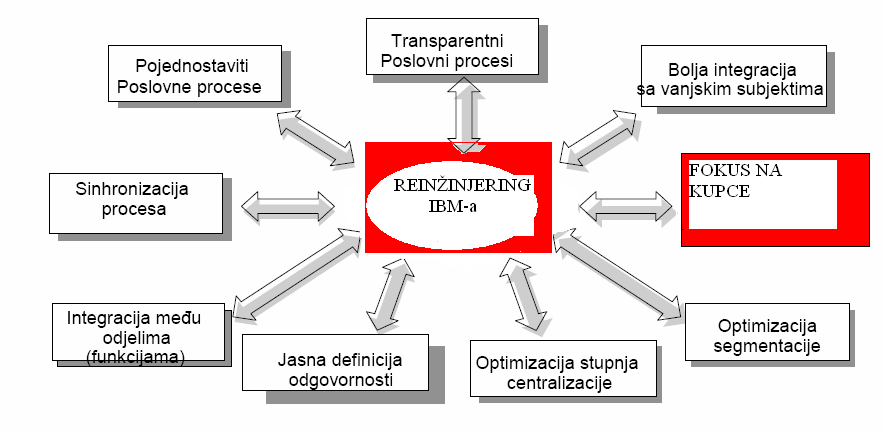 Transparentni
Poslovni procesi
Pojednostaviti
Poslovne procese
Bolja integracija
sa vanjskim subjektima
FOKUS NA
KUPCE
REINŽINJERING
IBM-a
Sinhronizacija
procesa
Integracija među
odjelima
(funkcijama)
Jasna definicija
odgovornosti
Optimizacija stupnja
centralizacije
Optimizacija
segmentacije